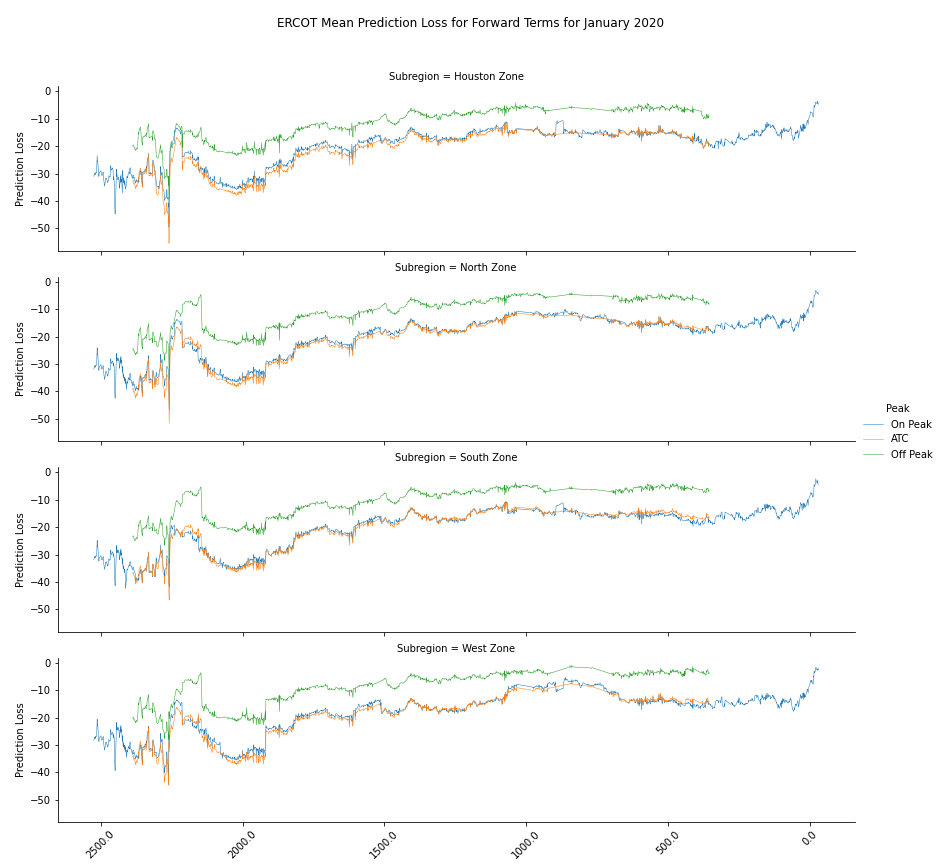 ERCOT Mean Prediction Loss for Forward Terms for January 2020
Subregion = Houston Zone
0
−10
−20
−30
−40
−50
Prediction Loss
Subregion = North Zone
0
−10
−20
−30
−40
−50
Prediction Loss
Peak
On Peak
ATC
Off Peak
Subregion = South Zone
0
−10
−20
−30
−40
−50
Prediction Loss
Subregion = West Zone
0
−10
−20
−30
−40
−50
Prediction Loss
2500.0
2000.0
1500.0
1000.0
500.0
0.0